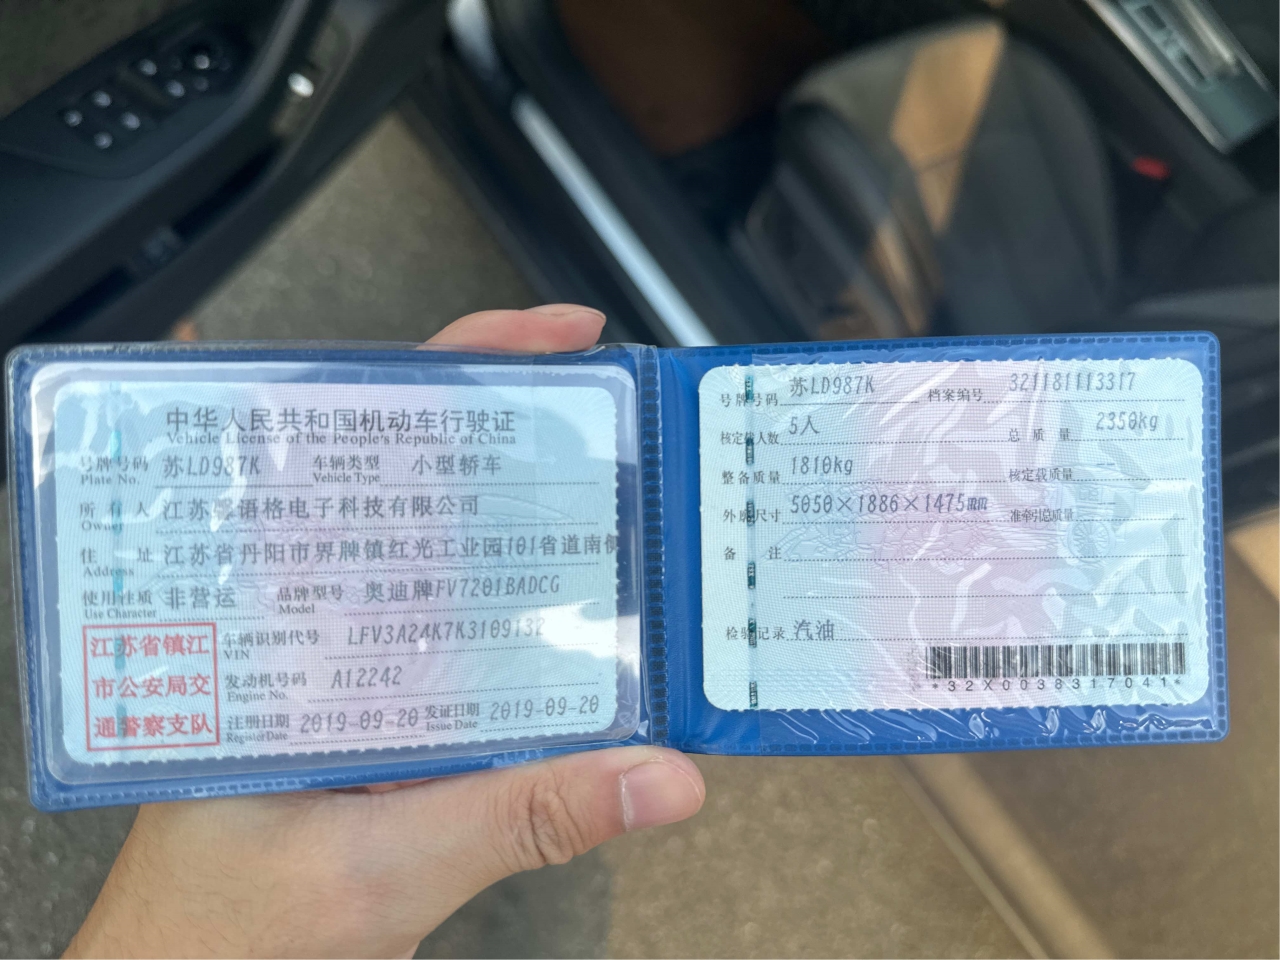 中华人民共和国机动车行驶证
Vehicle License of the People's Republic of China
号牌号码 苏LD987K 车辆类型 小型轿车
Plate No. Vehicle Type
所有人 江苏 语格电子科技有限公司
Owner
住址 江苏省丹阳市界牌镇红光工业园101省道南侧
Address
使用性质 非营运 品牌型号 奥迪牌FV7201BADCG
Use Character Model
江苏省镇江
市公安局交
通警察支队
车辆识别代号 LFV3A24K7K3109132
VIN
发动机号码 A12242
Engine No.
注册日期 2019-09-20 发证日期 2019-09-20
Register Date Issue Date
号牌号码 苏LD987K 档案编号 321181113317
核定载人数 5人 总质量 2350kg
整备质量 1810kg 核定载质量 --
外廓尺寸 5050×1886×1475mm 准牵引总质量
备注
检验记录 汽油
*32X0038317041*